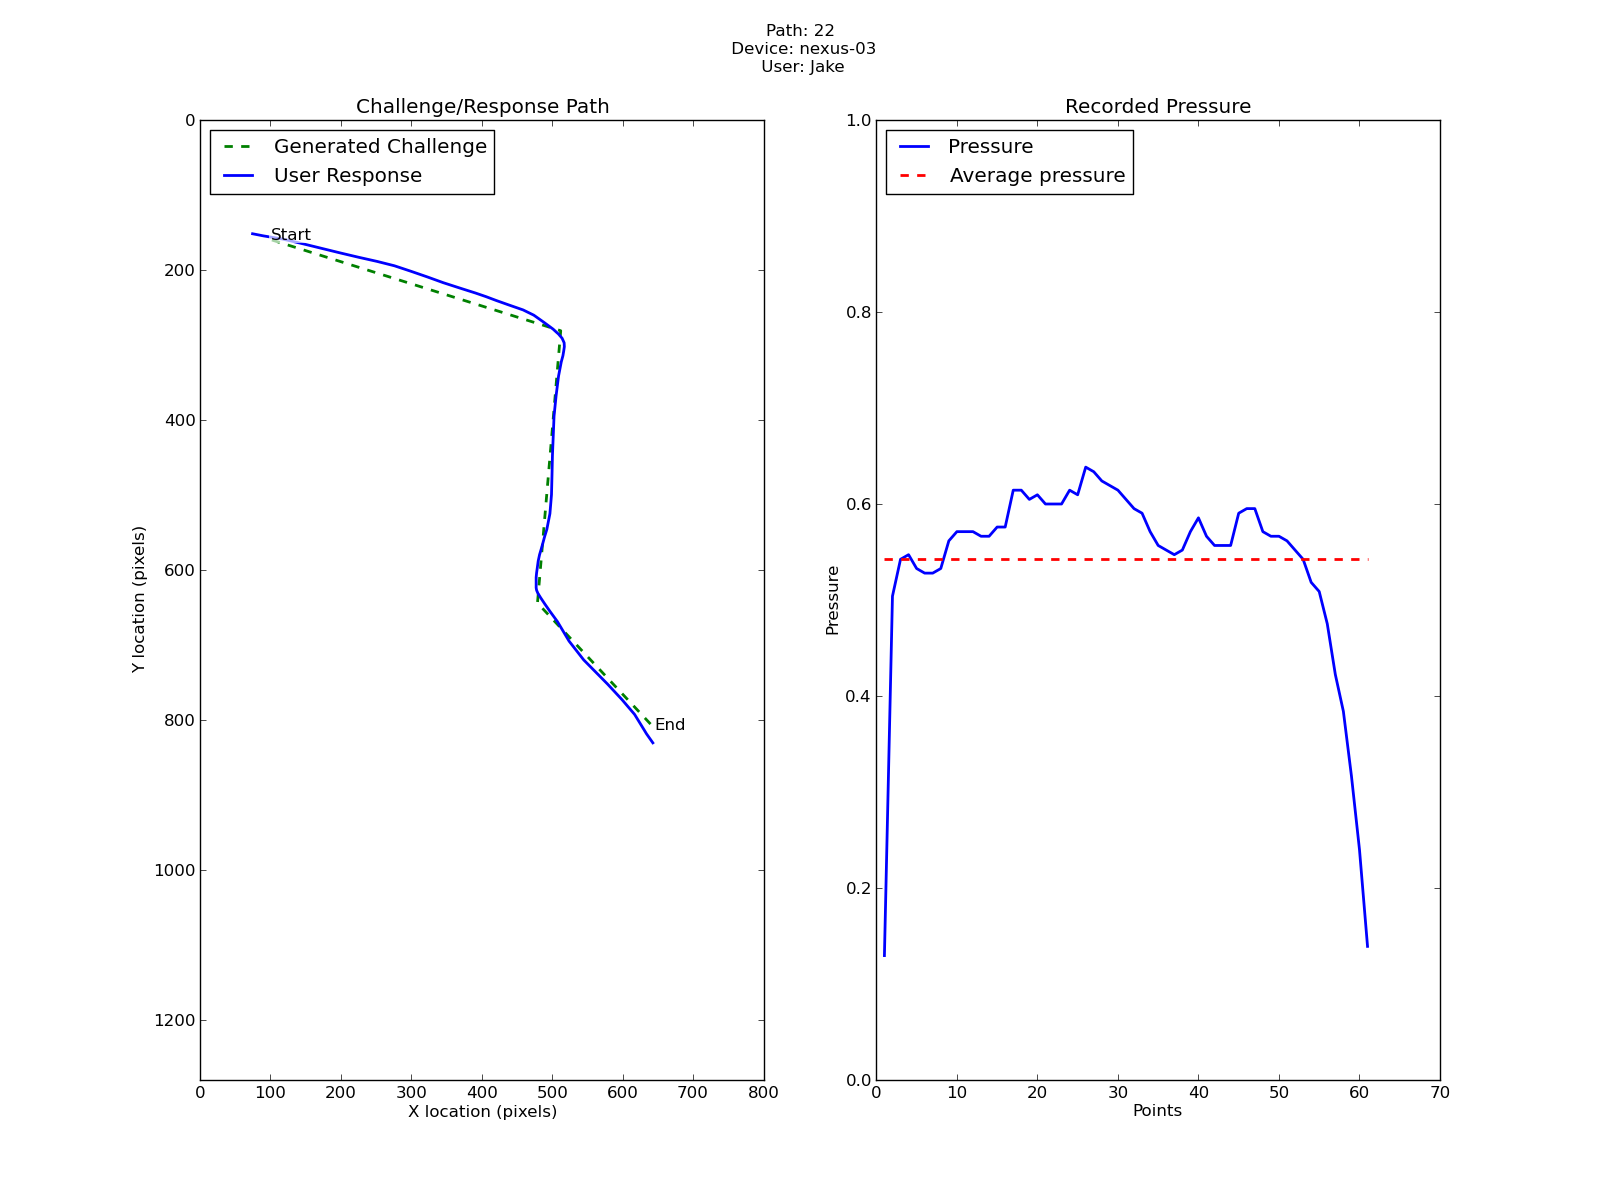 Path: 22
Device: nexus-03
User: Jake
Challenge/Response Path
Generated Challenge
User Response
Start
End
0
200
400
600
800
1000
1200
Y location (pixels)
0 100 200 300 400 500 600 700 800
X location (pixels)
Recorded Pressure
Pressure
Average pressure
1.0
0.8
0.6
0.4
0.2
0.0
Pressure
0 10 20 30 40 50 60 70
Points